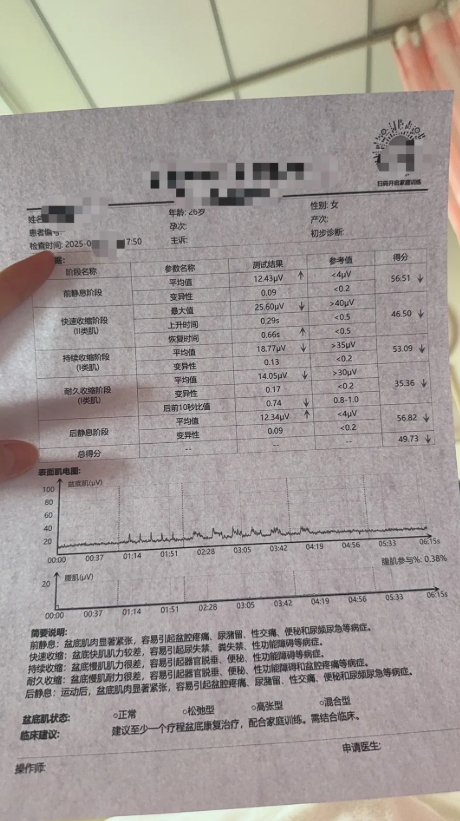 扫码开启家庭训练
姓名
年龄: 26岁
性别: 女
患者编号:
孕次:
产次:
检查时间: 2025-0 7:50
主诉:
初步诊断:
阶段名称 参数名称 测试结果 参考值 得分
前静息阶段 平均值 12.43μV ↑ <4μV 56.51 ↓
变异性 0.09 <0.2
快速收缩阶段 (II类肌) 最大值 25.60μV ↓ >40μV 46.50 ↓
上升时间 0.29s <0.5
恢复时间 0.66s ↑ <0.5
持续收缩阶段 (I类肌) 平均值 18.77μV ↓ >35μV 53.09 ↓
变异性 0.13 <0.2
耐久收缩阶段 (I类肌) 平均值 14.05μV ↓ >30μV 35.36 ↓
变异性 0.17 <0.2
后前10秒比值 0.74 ↓ 0.8-1.0
后静息阶段 平均值 12.34μV ↑ <4μV 56.82 ↓
变异性 0.09 <0.2
总得分 -- -- -- 49.73 ↓
表面肌电图:
盆底肌(μV)
100
80
60
40
20
00:00 00:37 01:14 01:51 02:28 03:05 03:42 04:19 04:56 05:33 06:15s
腹肌参与%: 0.38%
腹肌(μV)
20
00:00 00:37 01:14 01:51 02:28 03:05 03:42 04:19 04:56 05:33 06:15s
简要说明:
前静息: 盆底肌肉显著紧张，容易引起盆腔疼痛、尿潴留、性交痛、便秘和尿频尿急等病症。
快速收缩: 盆底快肌肌力较差，容易引起尿失禁、粪失禁、性功能障碍等病症。
持续收缩: 盆底慢肌肌力很差，容易引起器官脱垂、便秘、性功能障碍等病症。
耐久收缩: 盆底慢肌耐力很差，容易引起器官脱垂、便秘、性功能障碍和盆腔疼痛等病症。
后静息: 运动后，盆底肌肉显著紧张，容易引起盆腔疼痛、尿潴留、性交痛、便秘和尿频尿急等病症。
盆底肌状态: ○正常 ○松弛型 ○高张型 ○混合型
临床建议: 建议至少一个疗程盆底康复治疗，配合家庭训练。需结合临床。
申请医生:
操作师: